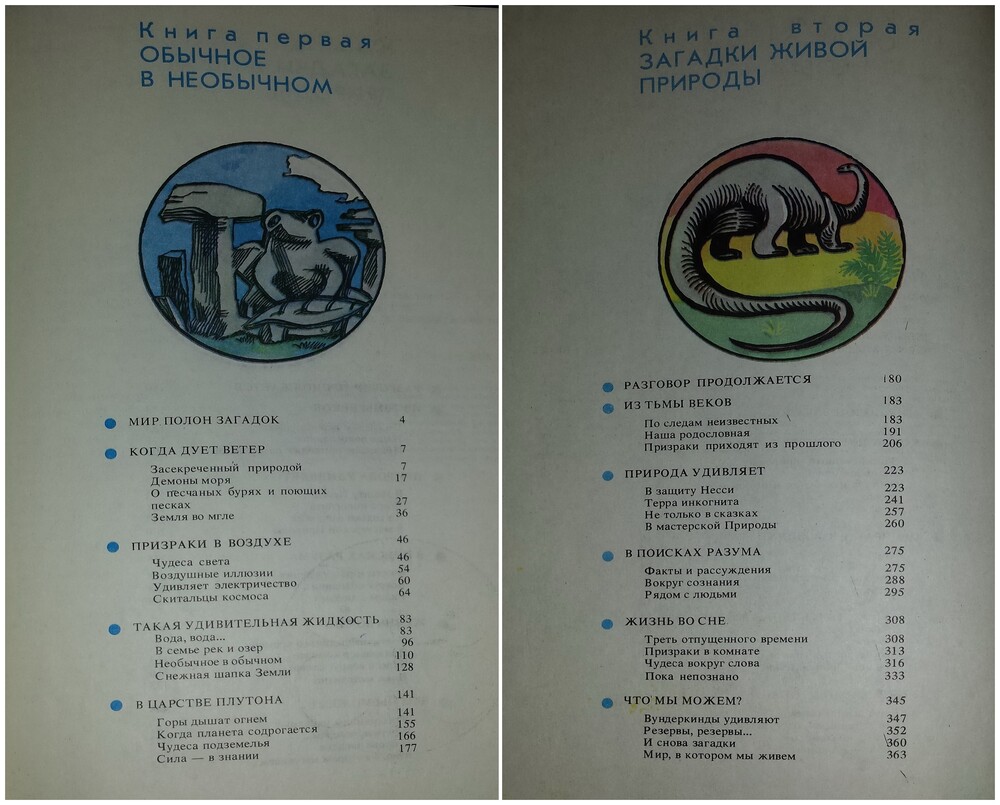 Книга первая
ОБЫЧНОЕ
В НЕОБЫЧНОМ
МИР ПОЛОН ЗАГАДОК 4
КОГДА ДУЕТ ВЕТЕР 7
Засекреченный природой 7
Демоны моря 17
О песчаных бурях и поющих
песках 27
Земля во мгле 36
ПРИЗРАКИ В ВОЗДУХЕ 46
Чудеса света 46
Воздушные иллюзии 54
Удивляет электричество 60
Скитальцы космоса 64
ТАКАЯ УДИВИТЕЛЬНАЯ ЖИДКОСТЬ 83
Вода, вода... 83
В семье рек и озер 96
Необычное в обычном 110
Снежная шапка Земли 128
В ЦАРСТВЕ ПЛУТОНА 141
Горы дышат огнем 141
Когда планета содрогается 155
Чудеса подземелья 166
Сила — в знании 177
Книга вторая
ЗАГАДКИ ЖИВОЙ
ПРИРОДЫ
РАЗГОВОР ПРОДОЛЖАЕТСЯ 180
ИЗ ТЬМЫ ВЕКОВ 183
По следам неизвестных 183
Наша родословная 191
Призраки приходят из прошлого 206
ПРИРОДА УДИВЛЯЕТ 223
В защиту Несси 223
Терра инкогнита 241
Не только в сказках 257
В мастерской Природы 260
В ПОИСКАХ РАЗУМА 275
Факты и рассуждения 275
Вокруг сознания 288
Рядом с людьми 295
ЖИЗНЬ ВО СНЕ 308
Треть отпущенного времени 308
Призраки в комнате 313
Чудеса вокруг слова 316
Пока непознано 333
ЧТО МЫ МОЖЕМ? 345
Вундеркинды удивляют 347
Резервы, резервы... 352
И снова загадки 360
Мир, в котором мы живем 363